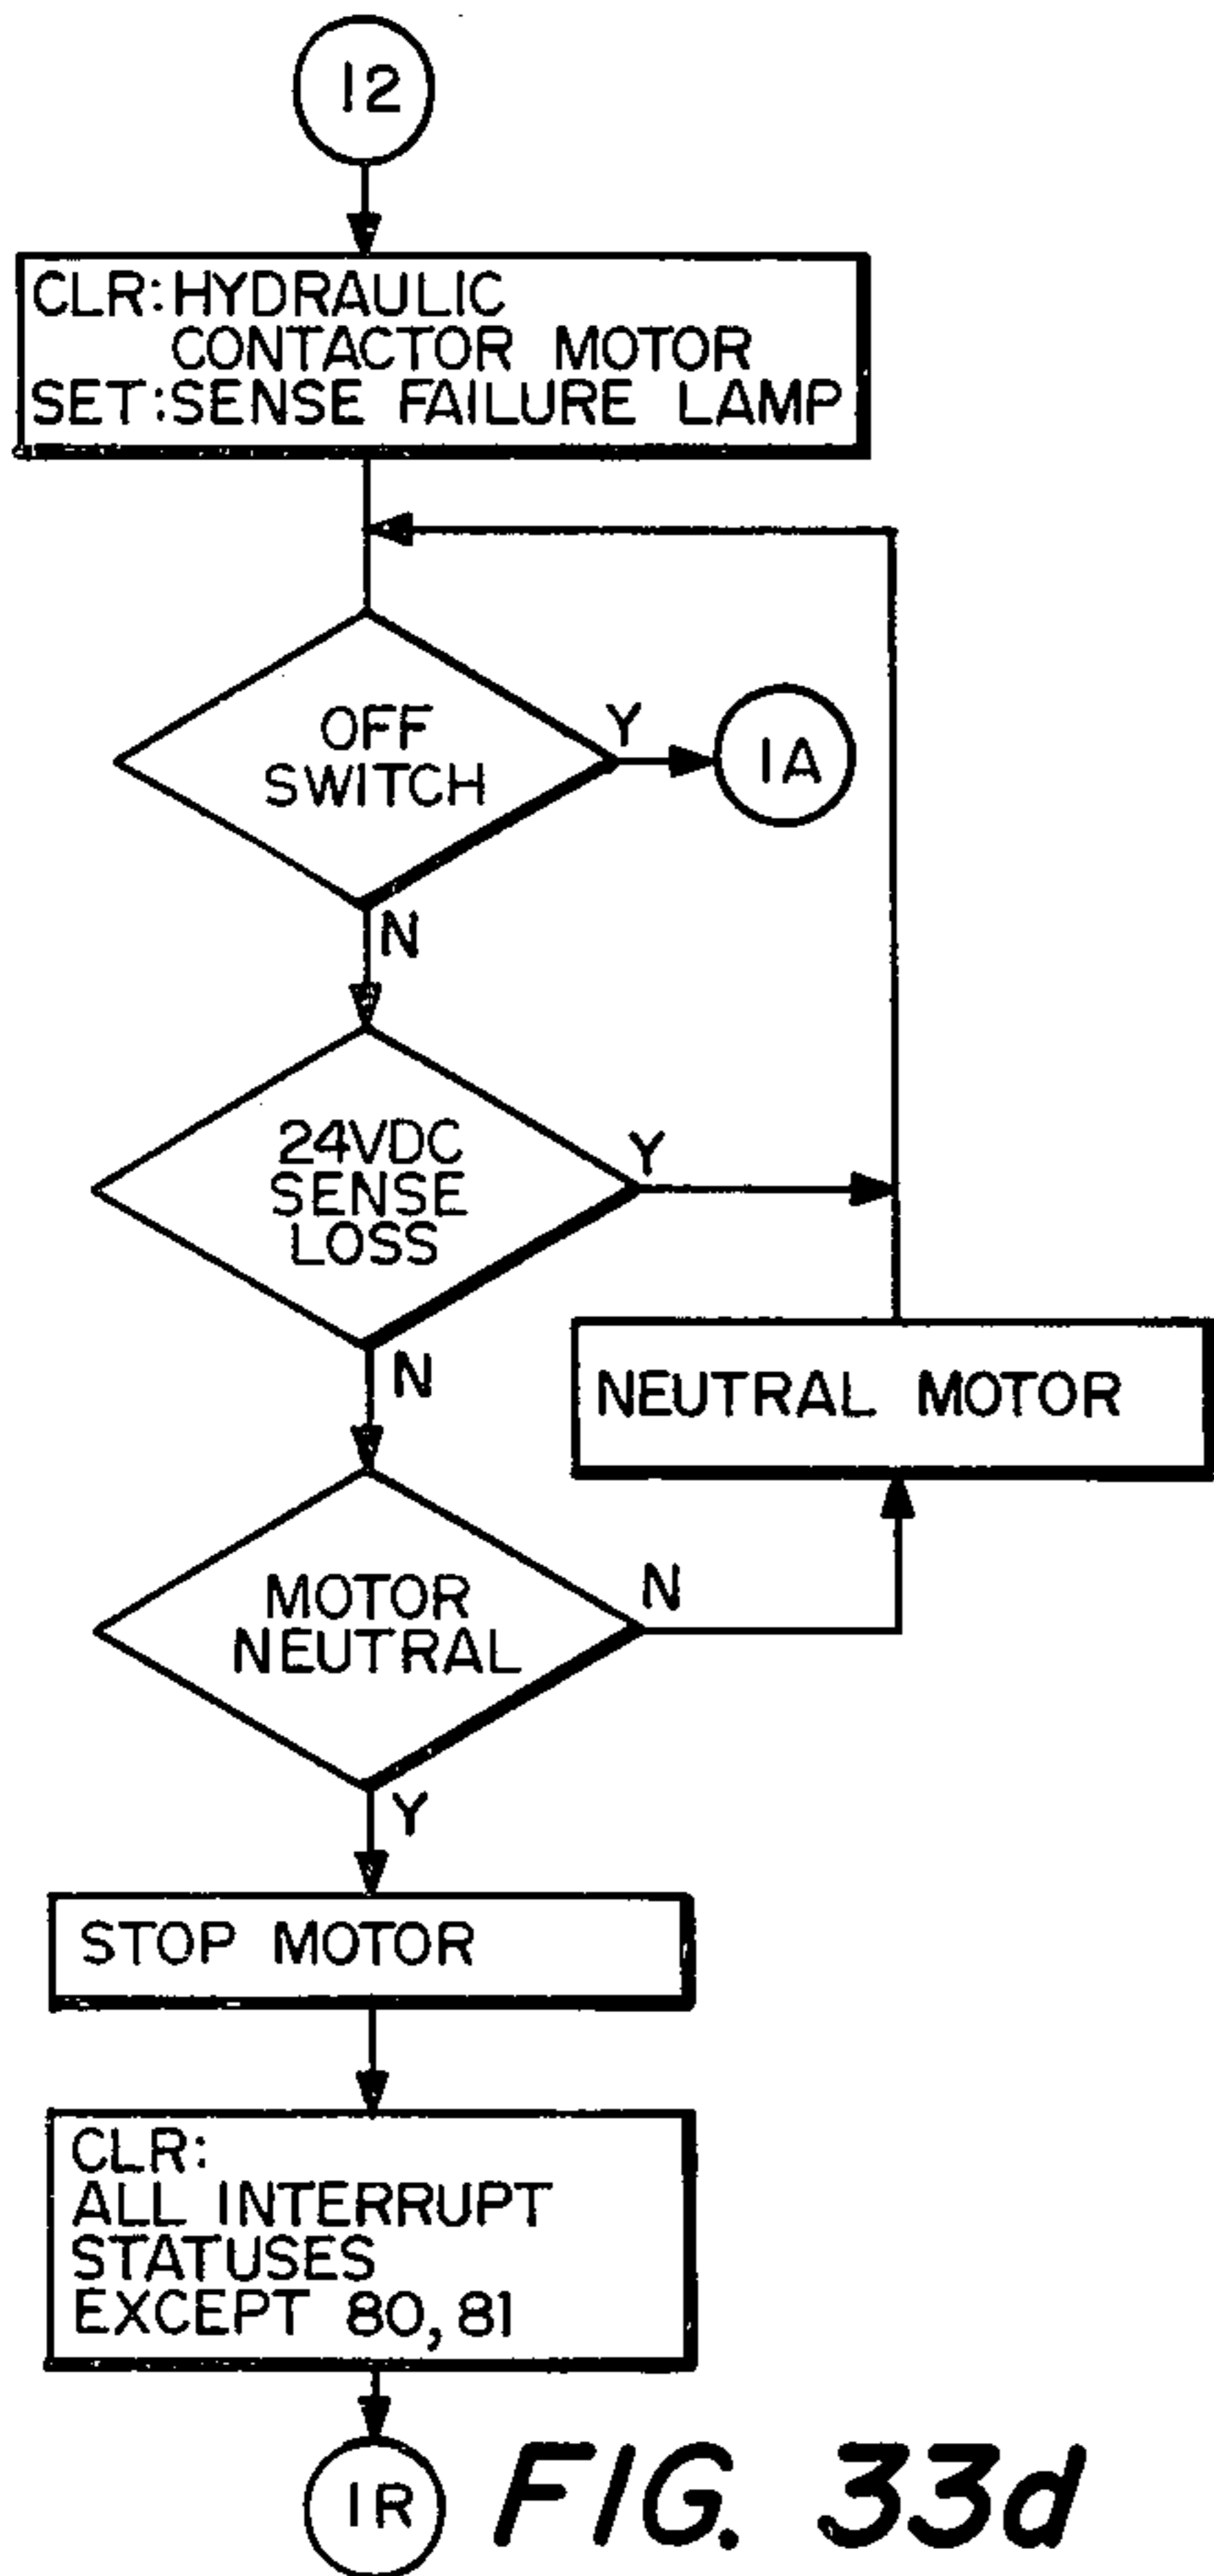 12
CLR: HYDRAULIC
CONTACTOR MOTOR
SET: SENSE FAILURE LAMP
OFF
SWITCH
Y
1A
N
24VDC
SENSE
LOSS
Y
N
NEUTRAL MOTOR
MOTOR
NEUTRAL
N
Y
STOP MOTOR
CLR:
ALL INTERRUPT
STATUSES
EXCEPT 80, 81
1R
FIG. 33d